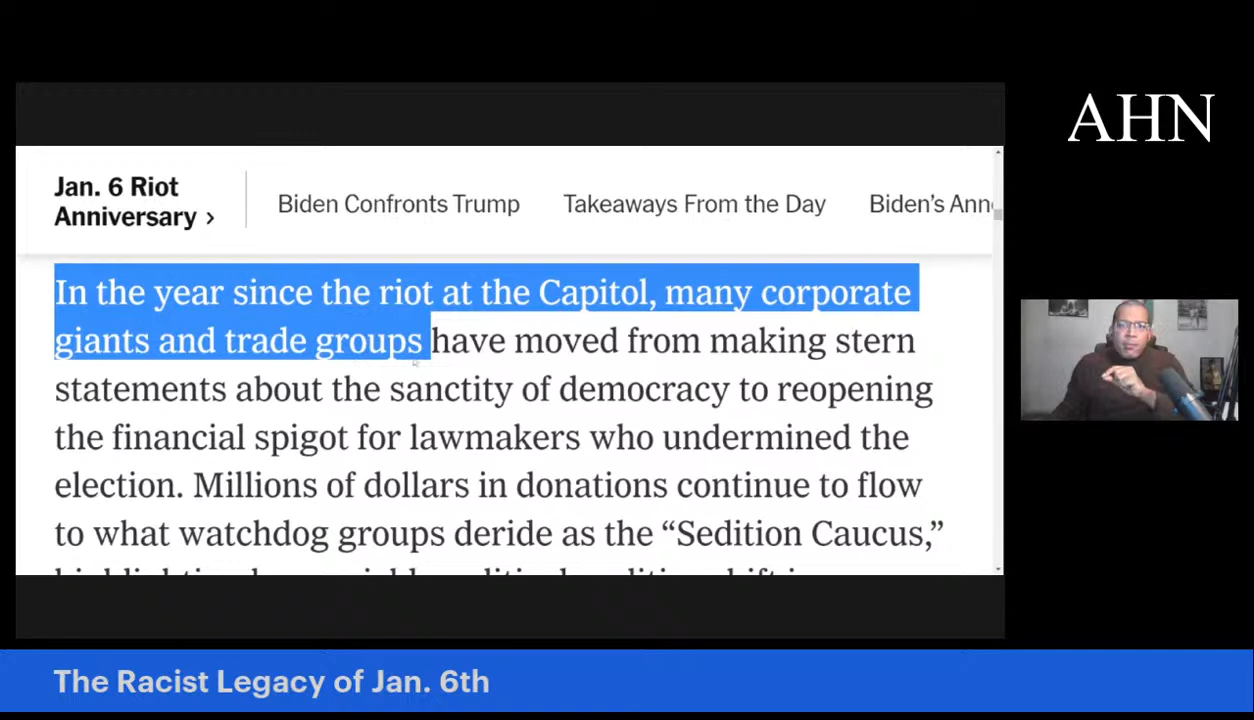 AHN
Jan. 6 Riot
Anniversary ›
Biden Confronts Trump
Takeaways From the Day
Biden's Ann
In the year since the riot at the Capitol, many corporate
giants and trade groups have moved from making stern
statements about the sanctity of democracy to reopening
the financial spigot for lawmakers who undermined the
election. Millions of dollars in donations continue to flow
to what watchdog groups deride as the “Sedition Caucus,”
The Racist Legacy of Jan. 6th